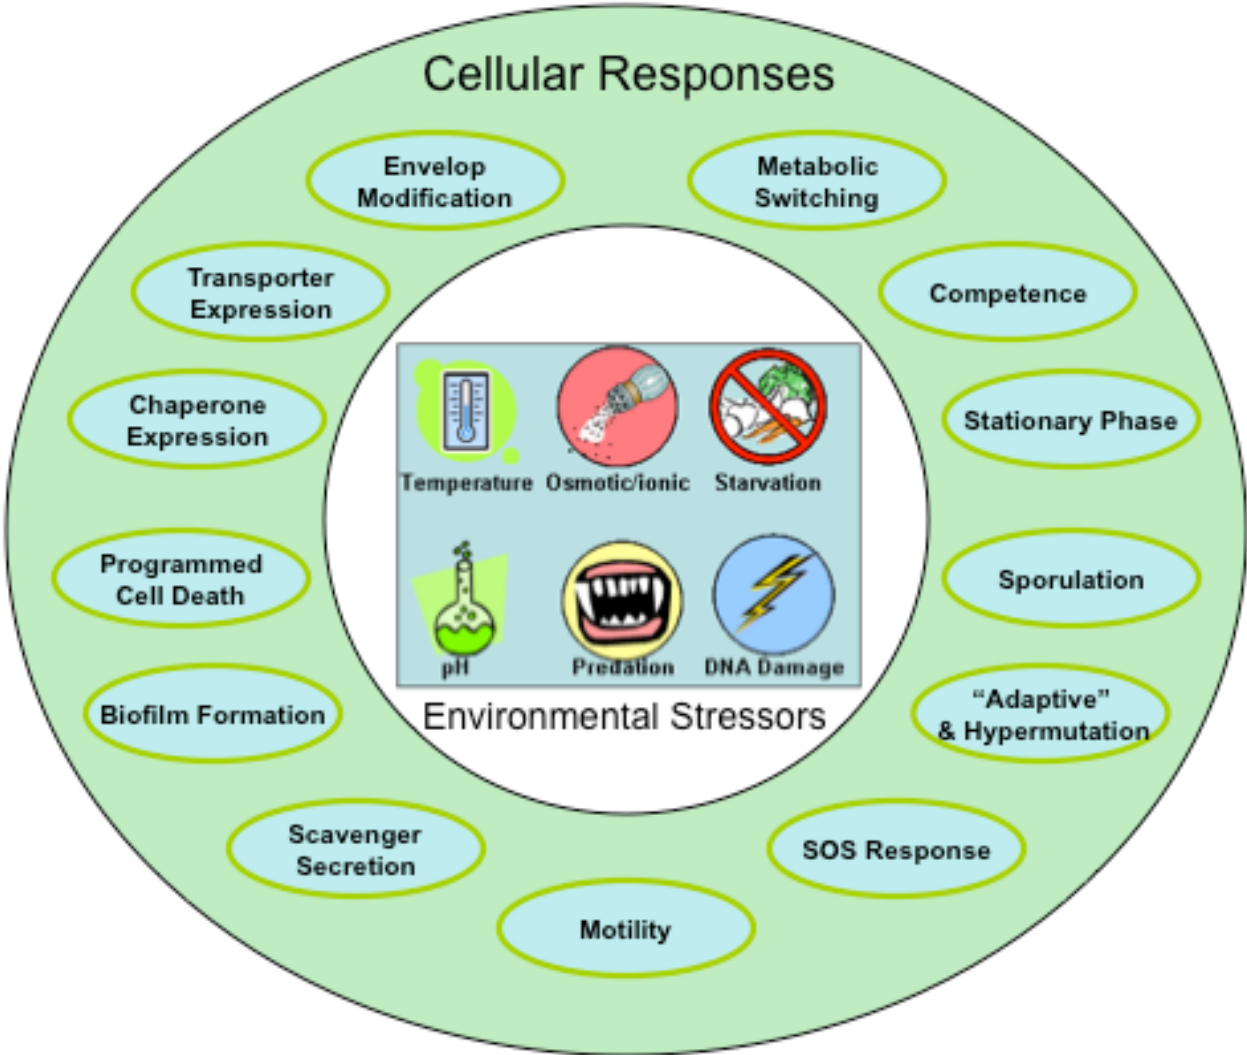 Cellular Responses
Envelop
Modification
Metabolic
Switching
Transporter
Expression
Competence
Chaperone
Expression
Stationary Phase
Temperature
Osmotic/ionic
Starvation
Programmed
Cell Death
Sporulation
pH
Predation
DNA Damage
Environmental Stressors
Biofilm Formation
“Adaptive”
& Hypermutation
Scavenger
Secretion
SOS Response
Motility